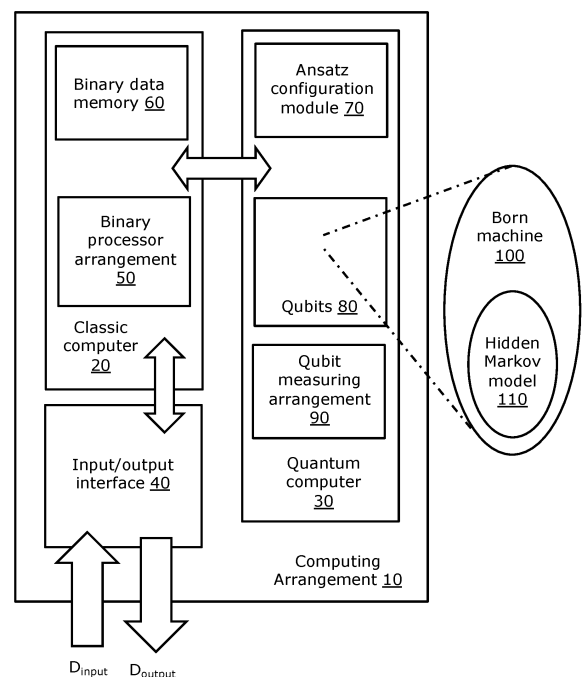 Binary data
memory 60
Ansatz
configuration
module 70
Binary
processor
arrangement
50
Classic
computer
20
Qubits 80
Qubit
measuring
arrangement
90
Quantum
computer
30
Born
machine
100
Hidden
Markov
model
110
Input/output
interface 40
Computing
Arrangement 10
Dinput
Doutput